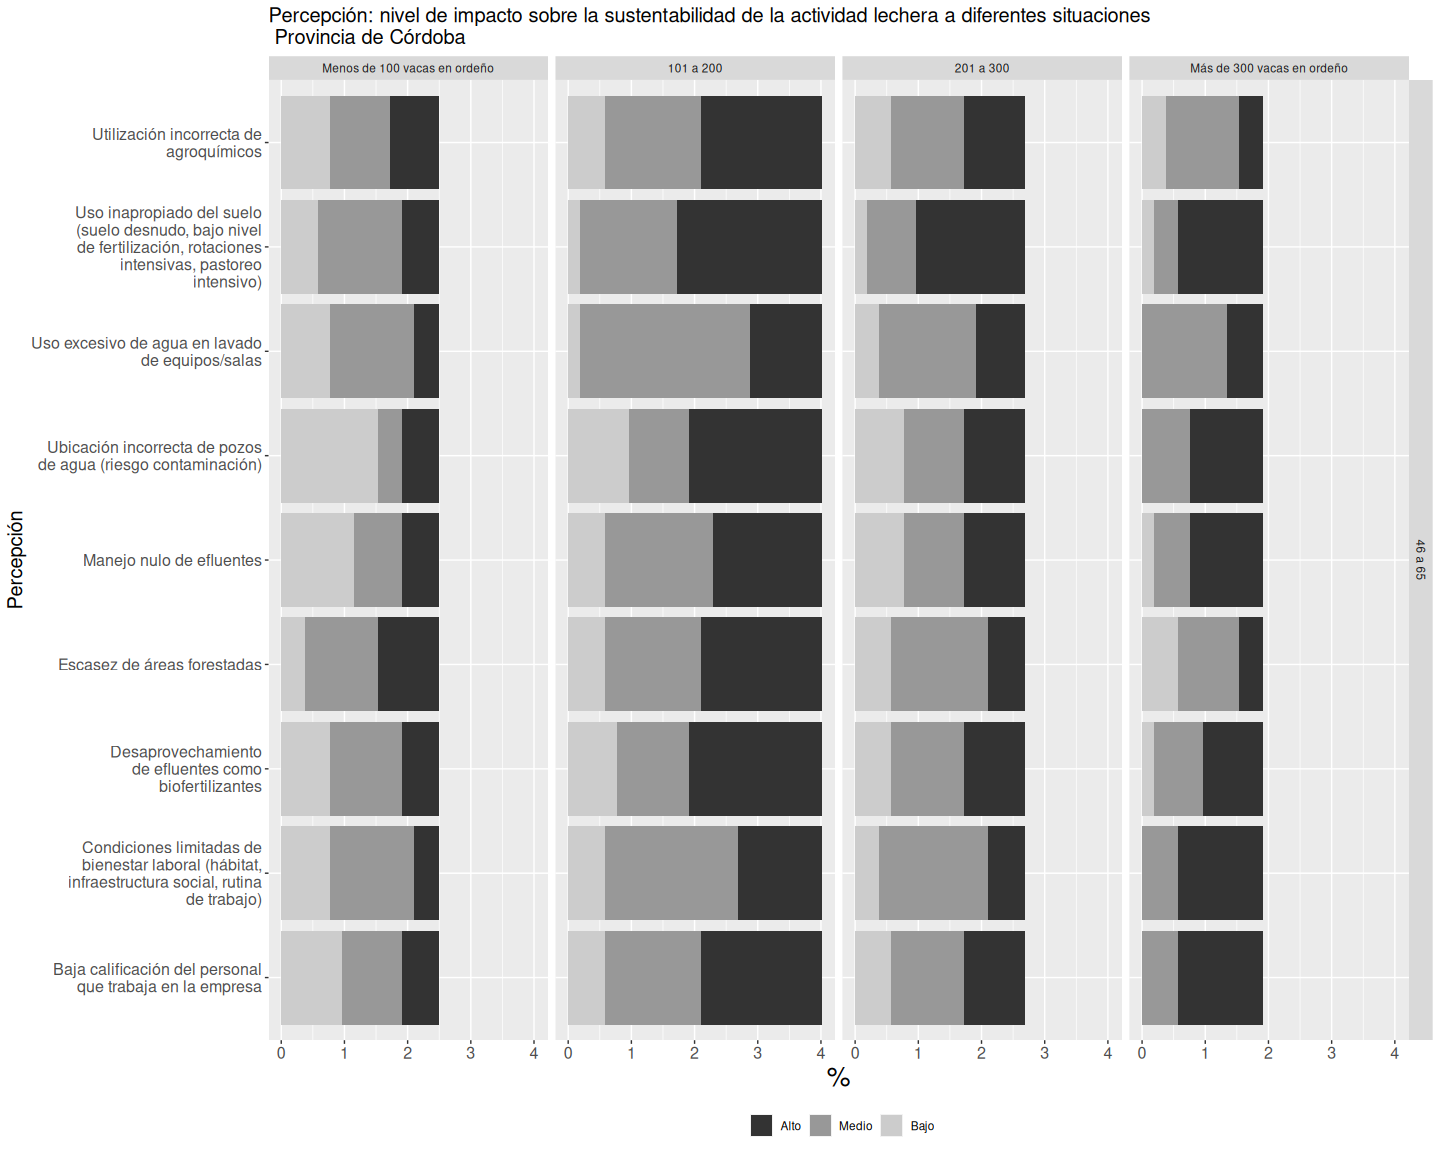 Percepción: nivel de impacto sobre la sustentabilidad de la actividad lechera a diferentes situaciones
Provincia de Córdoba
Menos de 100 vacas en ordeño
101 a 200
201 a 300
Más de 300 vacas en ordeño
Utilización incorrecta de
agroquímicos
Uso inapropiado del suelo
(suelo desnudo, bajo nivel
de fertilización, rotaciones
intensivas, pastoreo
intensivo)
Uso excesivo de agua en lavado
de equipos/salas
Ubicación incorrecta de pozos
de agua (riesgo contaminación)
Manejo nulo de efluentes
Escasez de áreas forestadas
Desaprovechamiento
de efluentes como
biofertilizantes
Condiciones limitadas de
bienestar laboral (hábitat,
infraestructura social, rutina
de trabajo)
Baja calificación del personal
que trabaja en la empresa
Percepción
46 a 65
0 1 2 3 4
0 1 2 3 4
0 1 2 3 4
0 1 2 3 4
%
Alto
Medio
Bajo